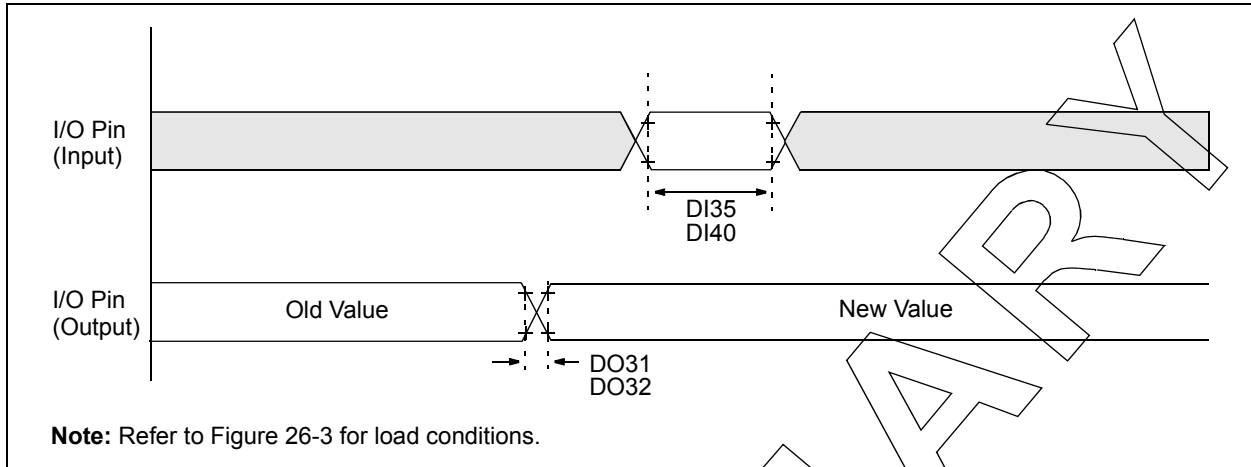 I/O Pin
(Input)
DI35
DI40
I/O Pin
(Output)
Old Value
New Value
DO31
DO32
Note: Refer to Figure 26-3 for load conditions.
A R Y